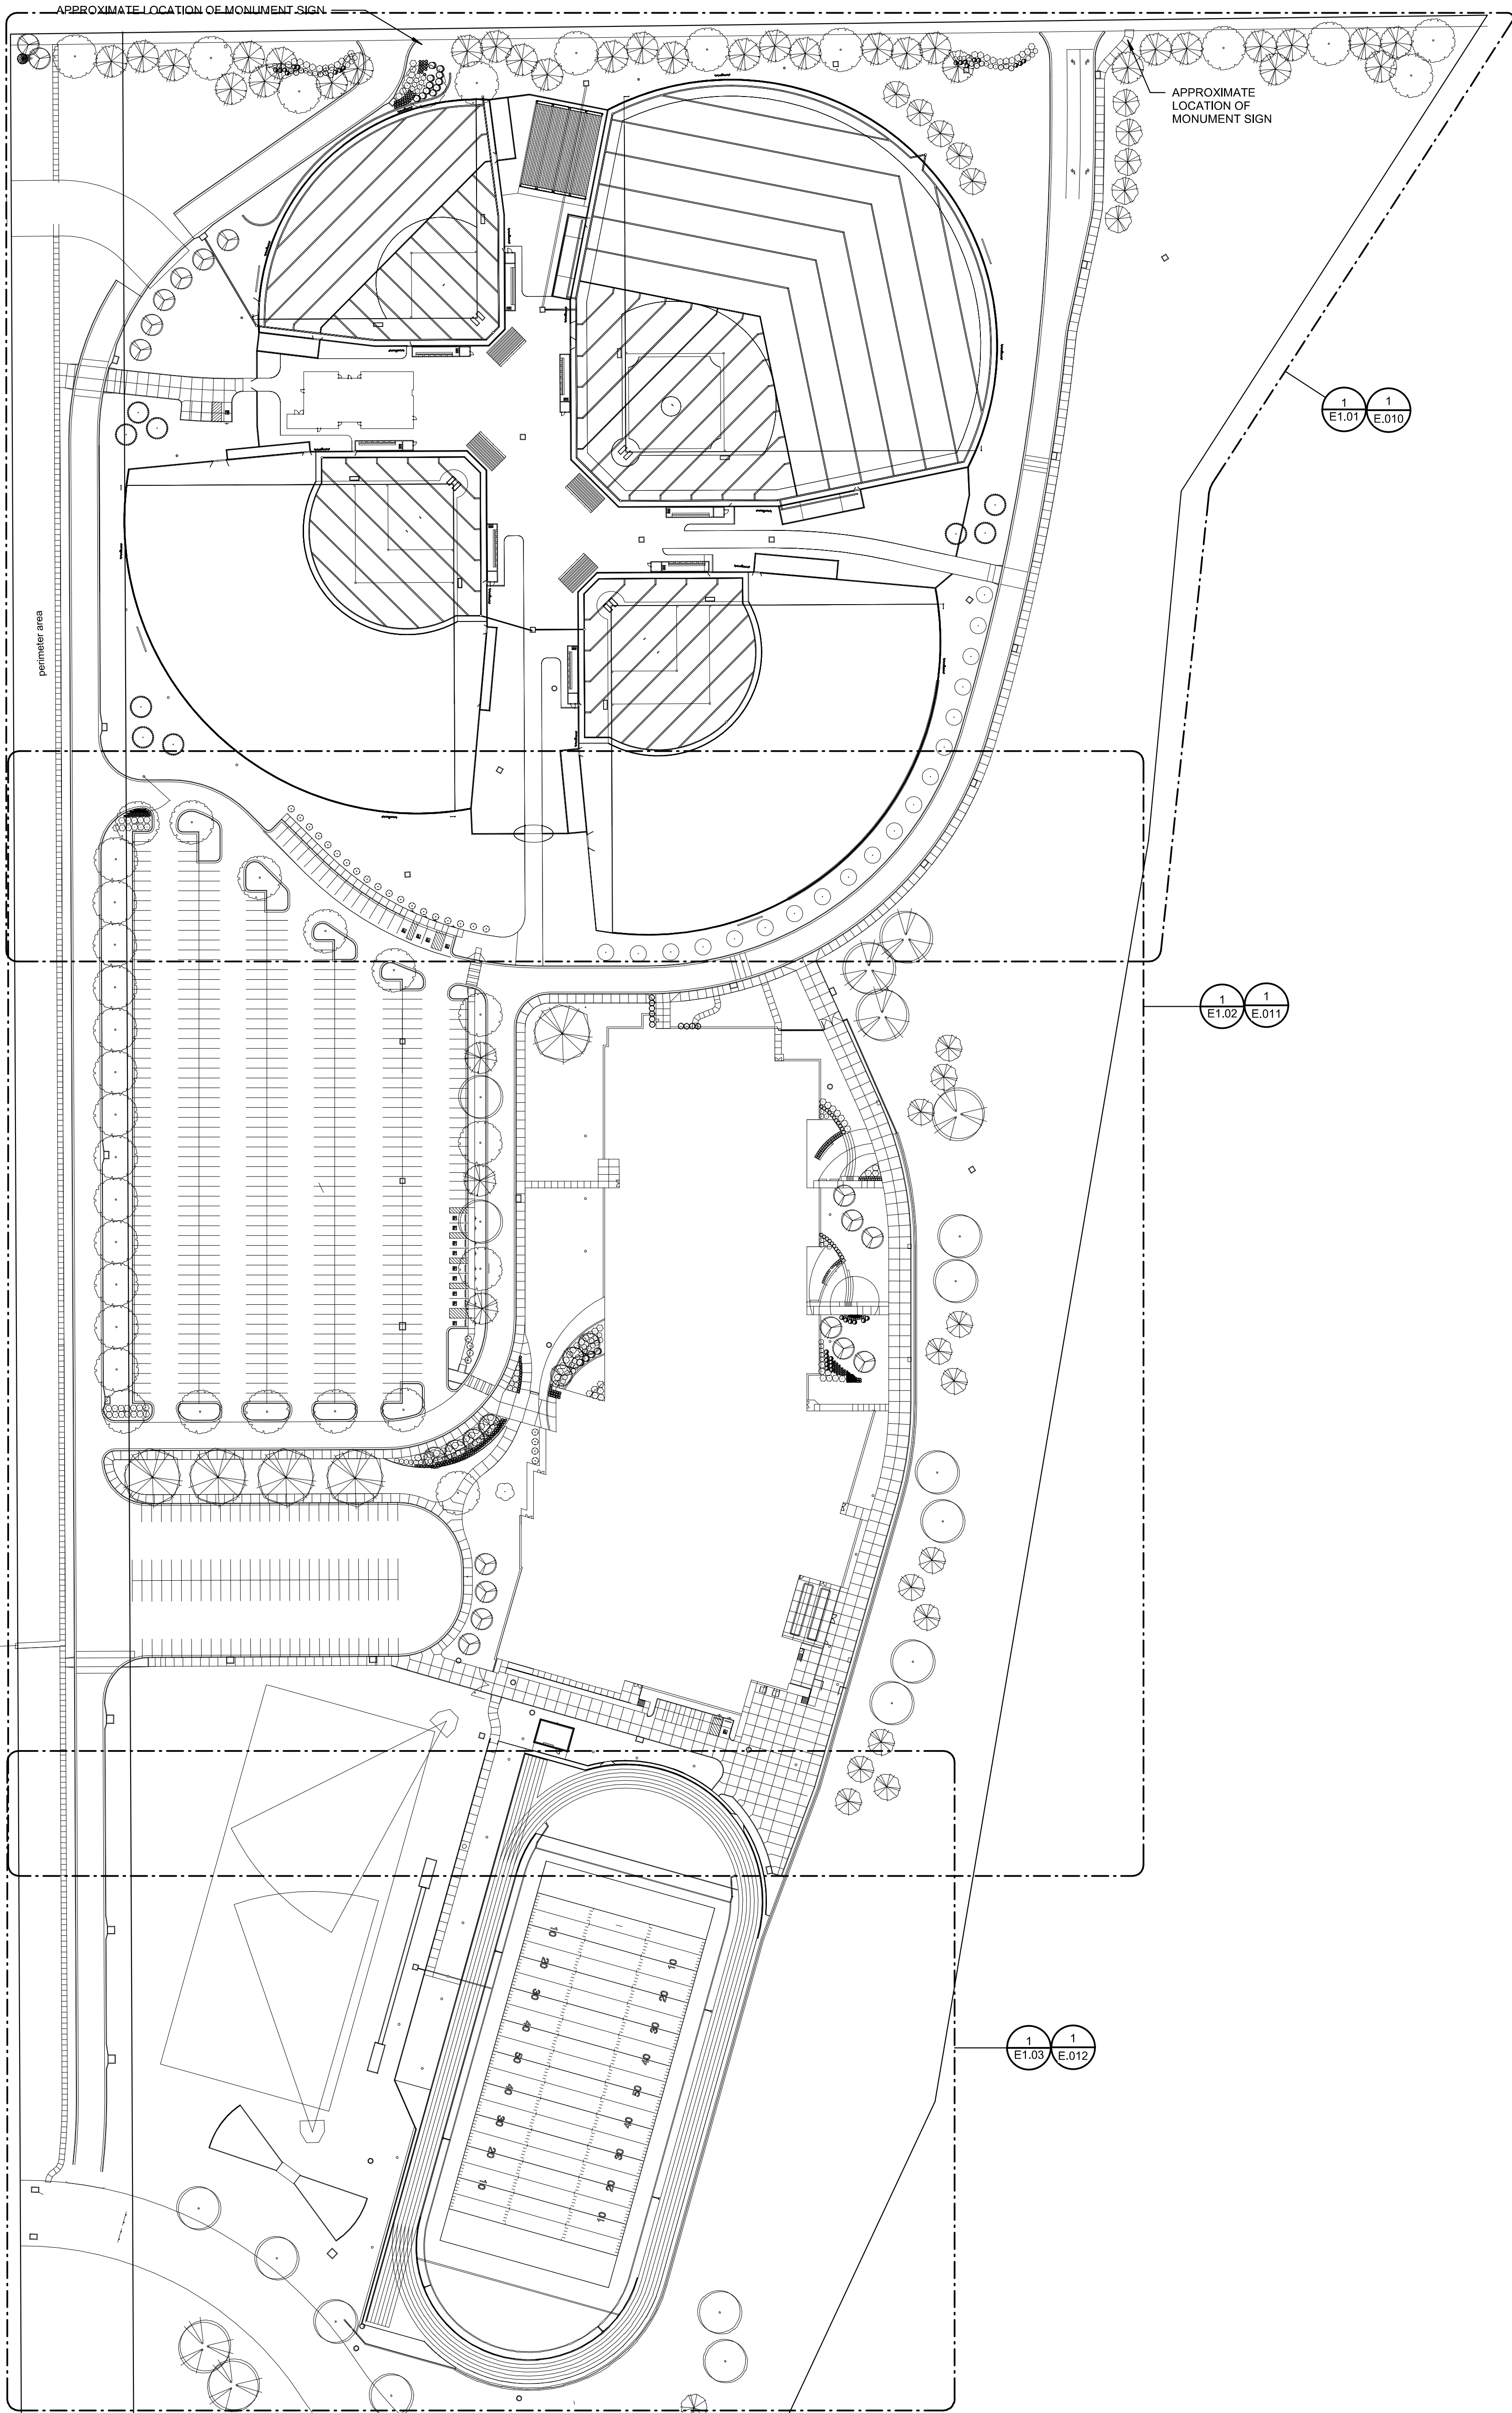 APPROXIMATE LOCATION OF MONUMENT SIGN
APPROXIMATE
LOCATION OF
MONUMENT SIGN
1
E1.01
1
E.010
perimeter area
1
E1.02
1
E.011
10
10
20
20
30
30
40
40
50
50
40
40
30
30
20
20
10
10
1
E1.03
1
E.012